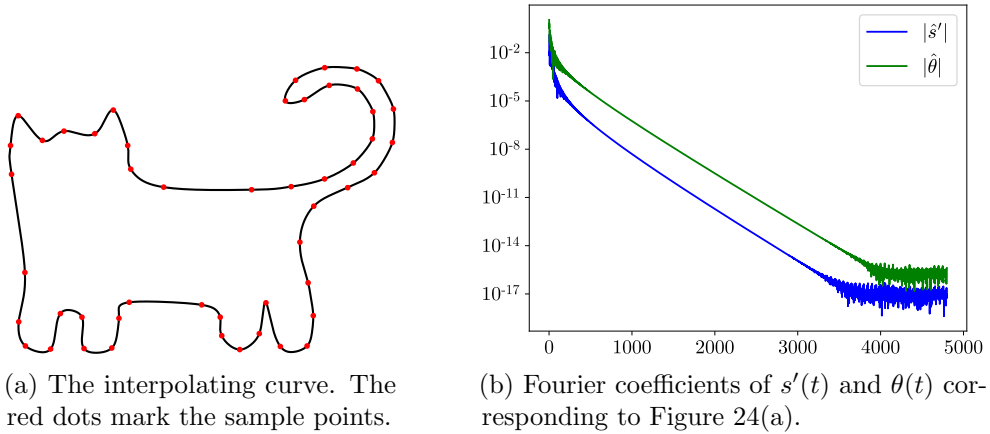 10^-2
10^-5
10^-8
10^-11
10^-14
10^-17
|ŝ′|
|θ̂|
0 1000 2000 3000 4000 5000
(a) The interpolating curve. The
red dots mark the sample points.
(b) Fourier coefficients of s′(t) and θ(t) cor-
responding to Figure 24(a).